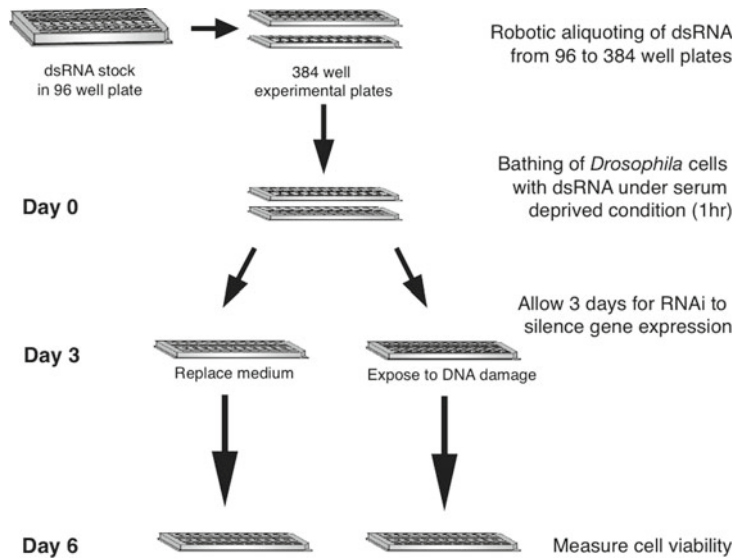 dsRNA stock
in 96 well plate
384 well
experimental plates
Robotic aliquoting of dsRNA
from 96 to 384 well plates
Day 0
Bathing of Drosophila cells
with dsRNA under serum
deprived condition (1hr)
Allow 3 days for RNAi to
silence gene expression
Day 3
Replace medium
Expose to DNA damage
Day 6
Measure cell viability